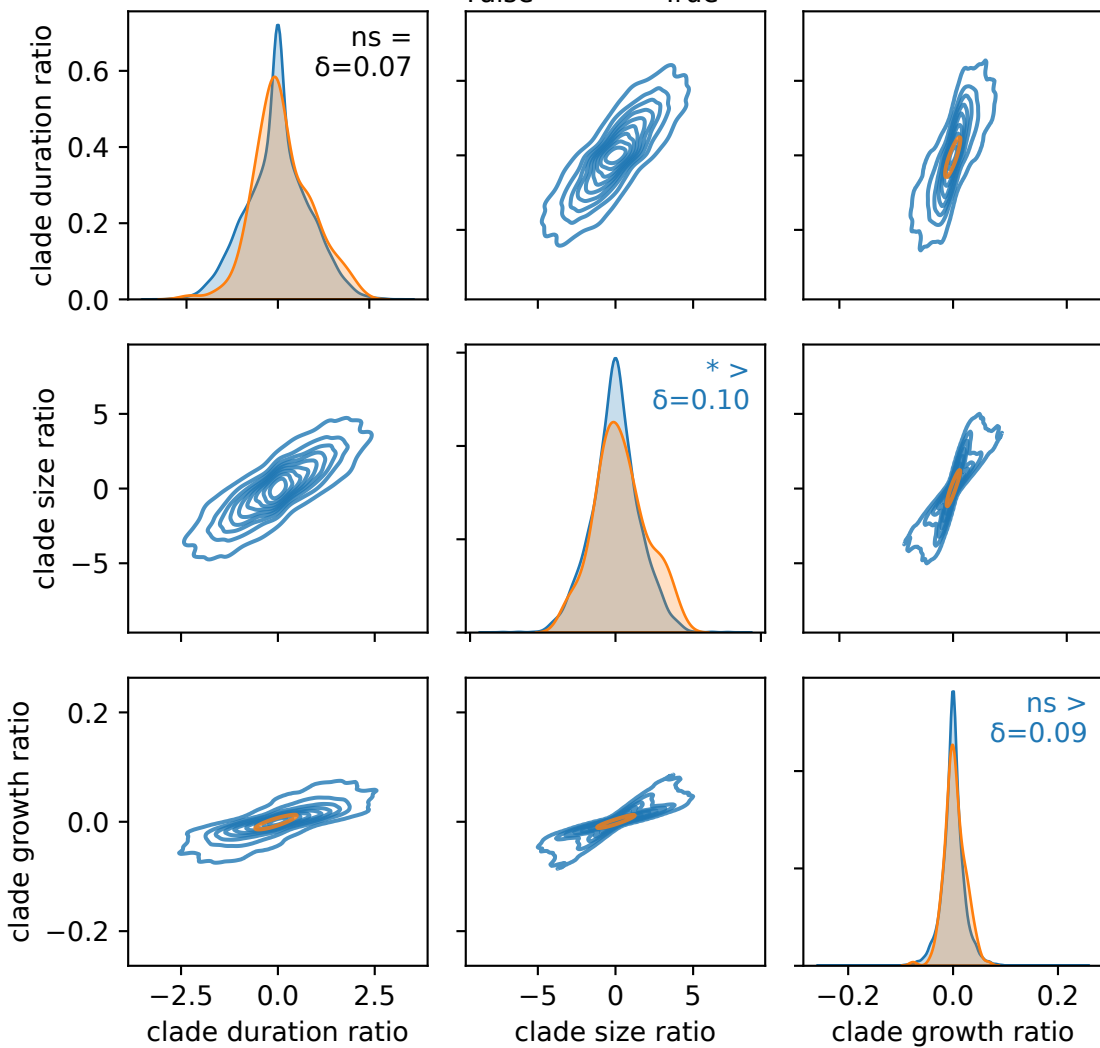 ns =
δ=0.07
clade duration ratio
0.6
0.4
0.2
0.0
* >
δ=0.10
clade size ratio
5
0
−5
ns >
δ=0.09
clade growth ratio
0.2
0.0
−0.2
−2.5 0.0 2.5 −5 0 5 −0.2 0.0 0.2
clade duration ratio clade size ratio clade growth ratio